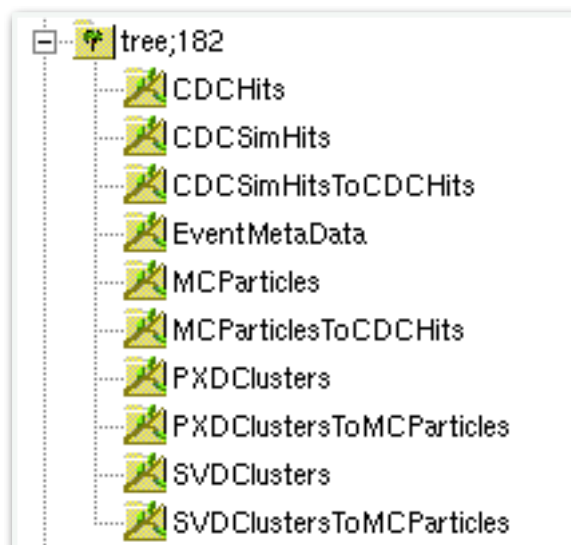 tree;182
CDCHits
CDCSimHits
CDCSimHitsToCDCHits
EventMetaData
MCParticles
MCParticlesToCDCHits
PXDClusters
PXDClustersToMCParticles
SVDClusters
SVDClustersToMCParticles